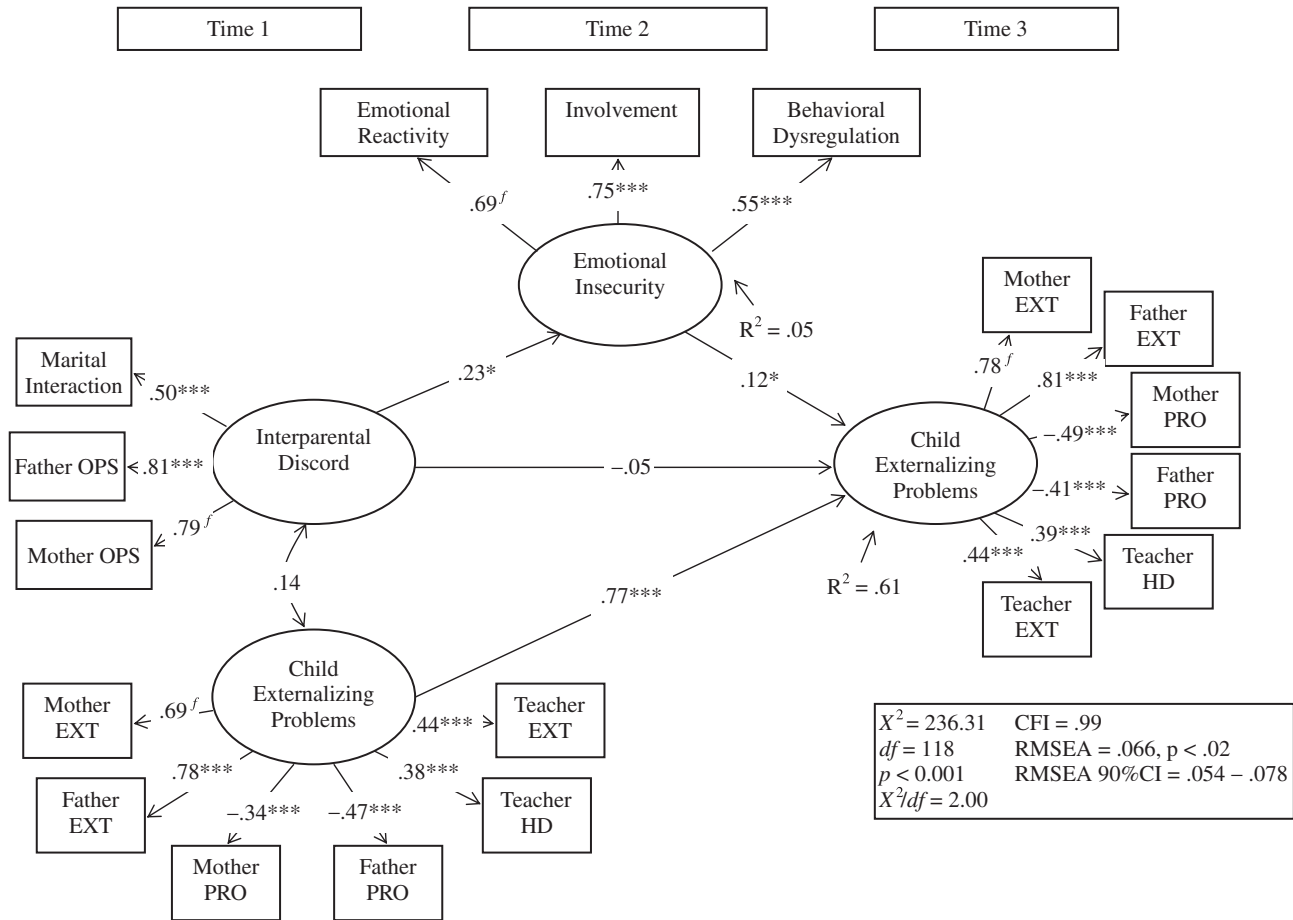 Time 1
Time 2
Time 3
Emotional
Reactivity
Involvement
Behavioral
Dysregulation
.69f
.75***
.55***
Emotional
Insecurity
R2 = .05
Mother
EXT
Father
EXT
Marital
Interaction
.50***
.23*
.12*
.78f
.81***
Mother
PRO
Father OPS
.81***
Interparental
Discord
–.05
Child
Externalizing
Problems
–.49***
Father
PRO
–.41***
Mother OPS
.79f
.39***
.44***
Teacher
HD
Teacher
EXT
R2 = .61
.14
.77***
Child
Externalizing
Problems
Mother
EXT
.69f
.44***
Teacher
EXT
.78***
.38***
Father
EXT
–.34***
–.47***
Teacher
HD
Mother
PRO
Father
PRO
X2 = 236.31 CFI = .99
df = 118 RMSEA = .066, p < .02
p < 0.001 RMSEA 90%CI = .054 – .078
X2/df = 2.00